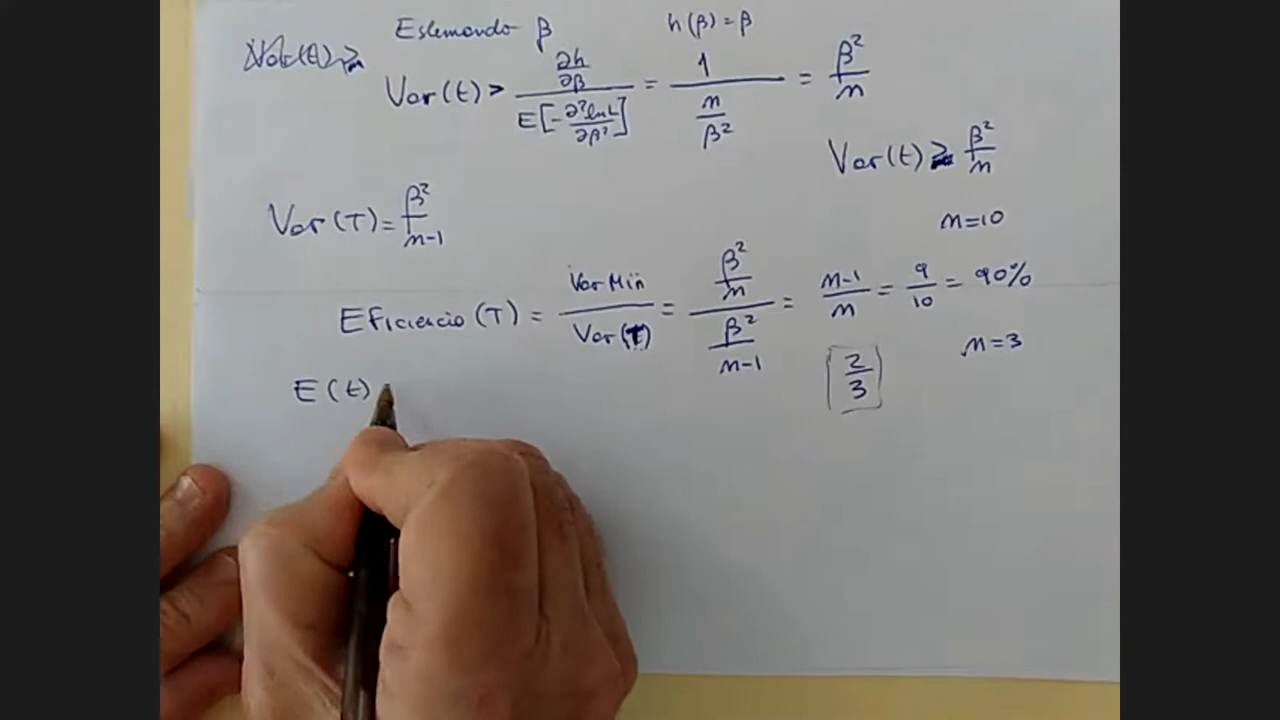 Estimando β h(β) = β
Var(t) ≥
Var(t) > ∂h/∂β / E[-∂²lnL/∂β²] = 1 / n/β² = β²/n
Var(t) ≥ β²/n
Var(T) = β²/n-1
n=10
Eficiencia (T) = Var Min / Var(T) = β²/n / β²/n-1 = n-1/n = 9/10 = 90%
n=3
2/3
E(t)